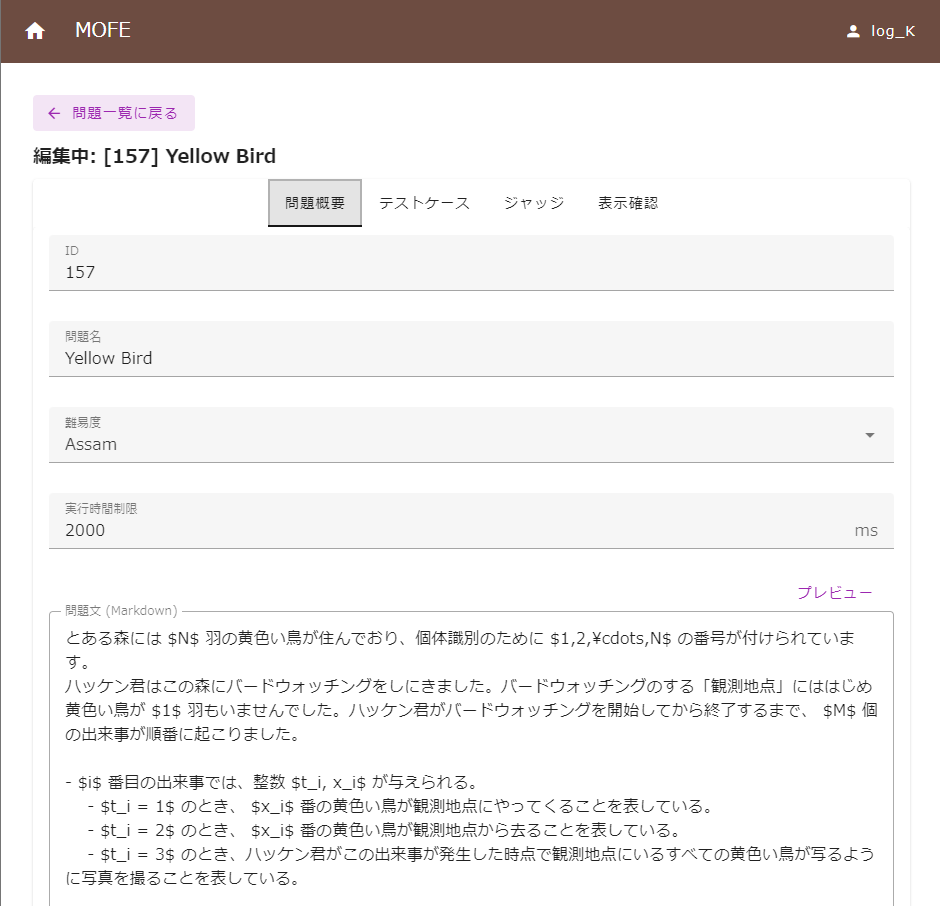 MOFE
log_K
← 問題一覧に戻る
編集中: [157] Yellow Bird
問題概要 テストケース ジャッジ 表示確認
ID
157
問題名
Yellow Bird
難易度
Assam
実行時間制限
2000 ms
プレビュー
問題文 (Markdown)
とある森には $N$ 羽の黄色い鳥が住んでおり、個体識別のために $1,2,¥cdots,N$ の番号が付けられていま
す。
ハッケン君はこの森にバードウォッチングをしにきました。バードウォッチングのする「観測地点」にははじめ
黄色い鳥が $1$ 羽もいませんでした。ハッケン君がバードウォッチングを開始してから終了するまで、 $M$ 個
の出来事が順番に起こりました。
- $i$ 番目の出来事では、整数 $t_i, x_i$ が与えられる。
- $t_i = 1$ のとき、 $x_i$ 番の黄色い鳥が観測地点にやってくることを表している。
- $t_i = 2$ のとき、 $x_i$ 番の黄色い鳥が観測地点から去ることを表している。
- $t_i = 3$ のとき、ハッケン君がこの出来事が発生した時点で観測地点にいるすべての黄色い鳥が写るよう
に写真を撮ることを表している。